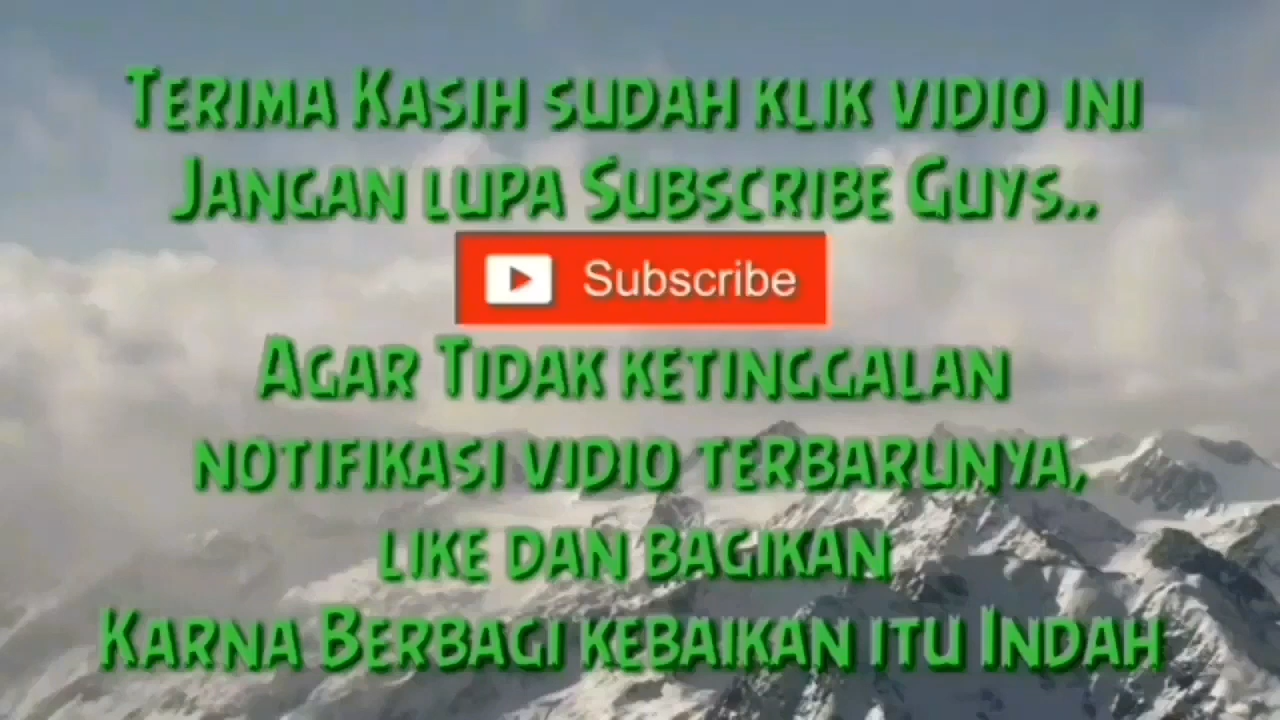 Terima Kasih sudah klik vidio ini
Jangan lupa Subscribe Guys..
Subscribe
Agar Tidak ketinggalan
notifikasi vidio terbarunya,
like dan bagikan
Karna Berbagi kebaikan itu Indah